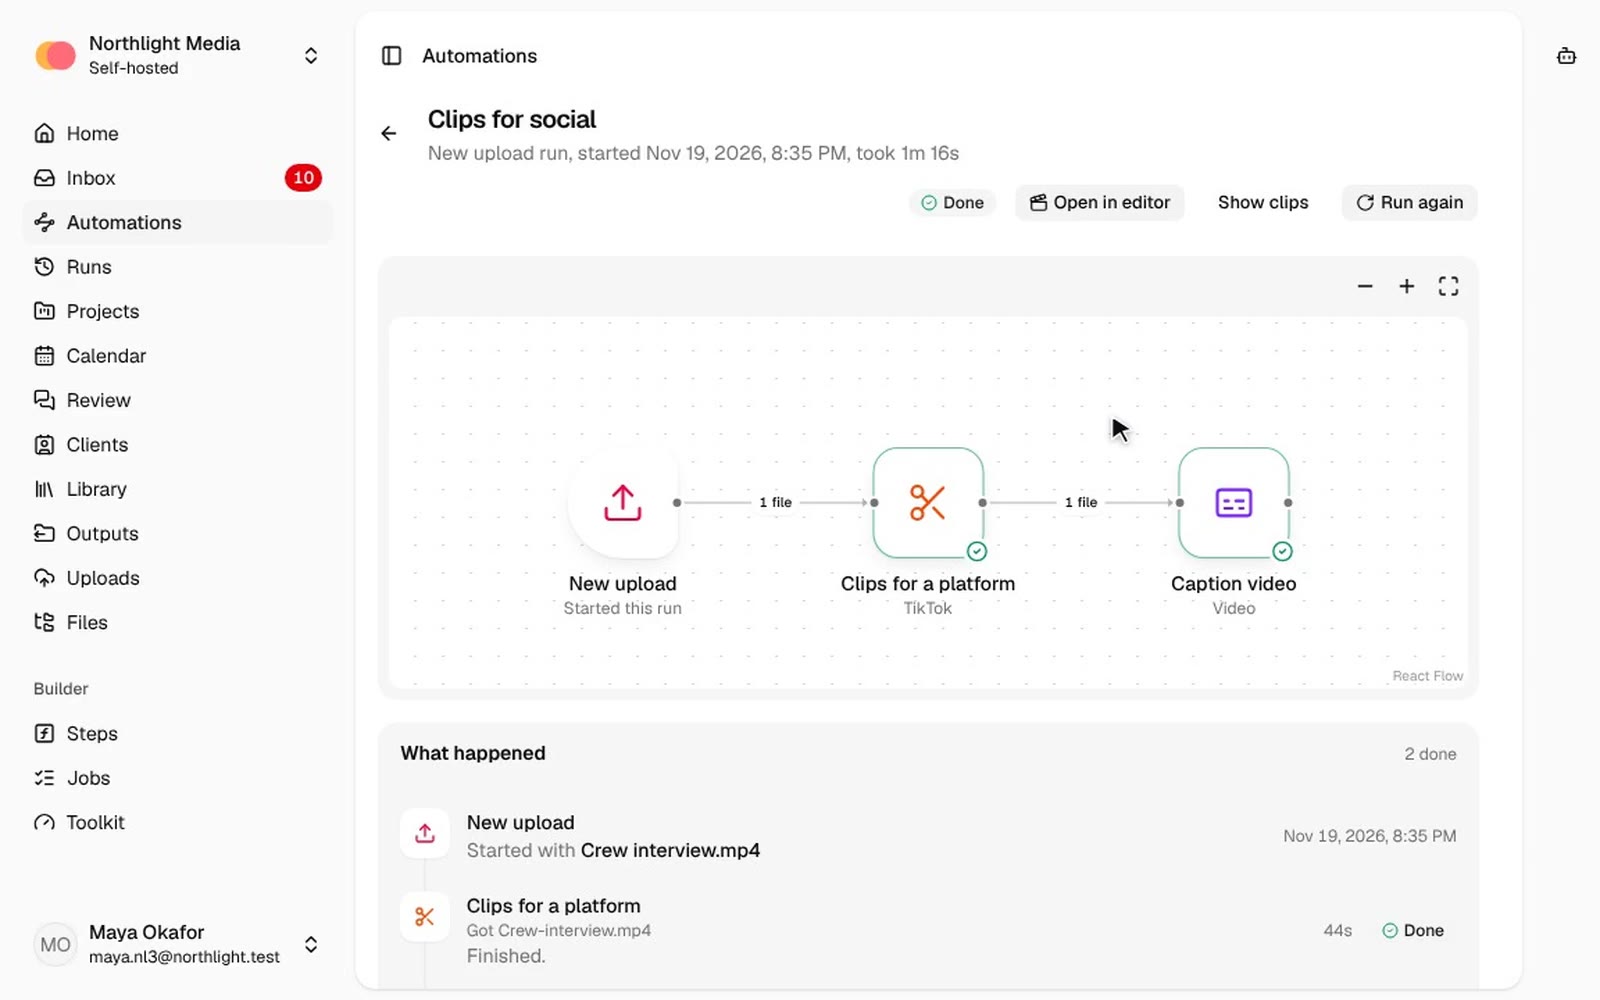 Northlight Media
Self-hosted
Home
Inbox
10
Automations
Runs
Projects
Calendar
Review
Clients
Library
Outputs
Uploads
Files
Builder
Steps
Jobs
Toolkit
MO
Maya Okafor
maya.nl3@northlight.test
Automations
Clips for social
New upload run, started Nov 19, 2026, 8:35 PM, took 1m 16s
Done
Open in editor
Show clips
Run again
1 file
1 file
New upload
Started this run
Clips for a platform
TikTok
Caption video
Video
React Flow
What happened
2 done
New upload
Started with Crew interview.mp4
Nov 19, 2026, 8:35 PM
Clips for a platform
Got Crew-interview.mp4
Finished.
44s
Done